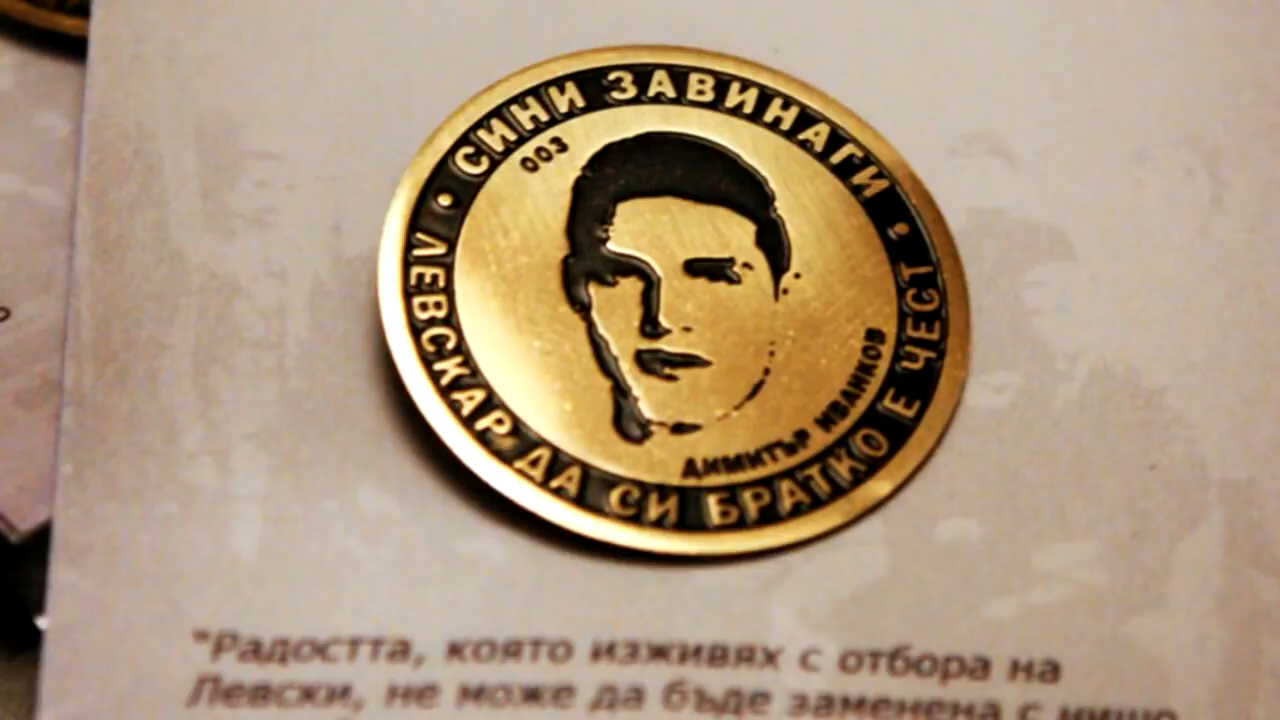 СИНИ ЗАВИНАГИ
003
ДИМИТЪР ИВАНКОВ
ЛЕВСКАР ДА СИ БРАТКО Е ЧЕСТ
"Радостта, която изживях с отбора на
Левски, не може да бъде заменена с нищо